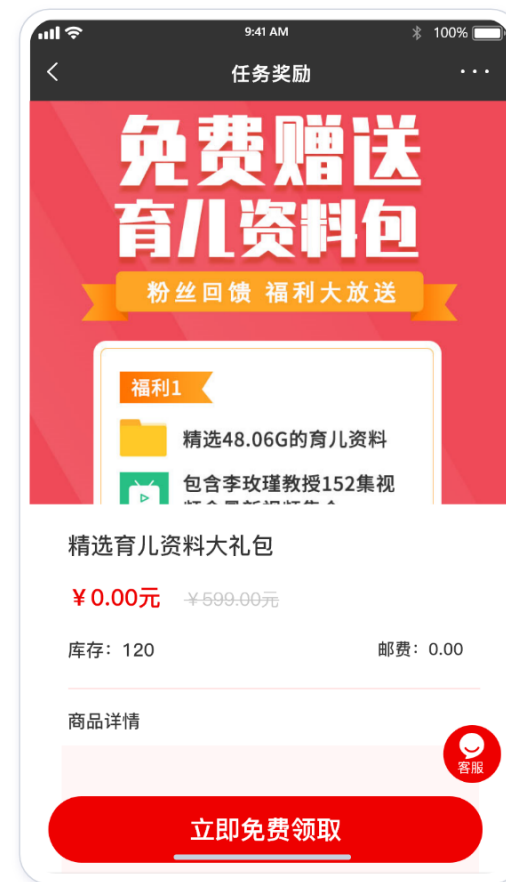 9:41 AM
100%
任务奖励
免费赠送
育儿资料包
粉丝回馈 福利大放送
福利1
精选48.06G的育儿资料
包含李玫瑾教授152集视
精选育儿资料大礼包
￥0.00元 ￥599.00元
库存：120 邮费：0.00
商品详情
客服
立即免费领取